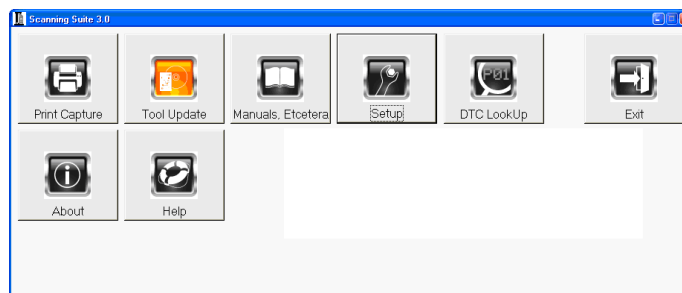 Scanning Suite 3.0
Print Capture
Tool Update
Manuals, Etcetera
Setup
DTC LookUp
Exit
P01
About
Help